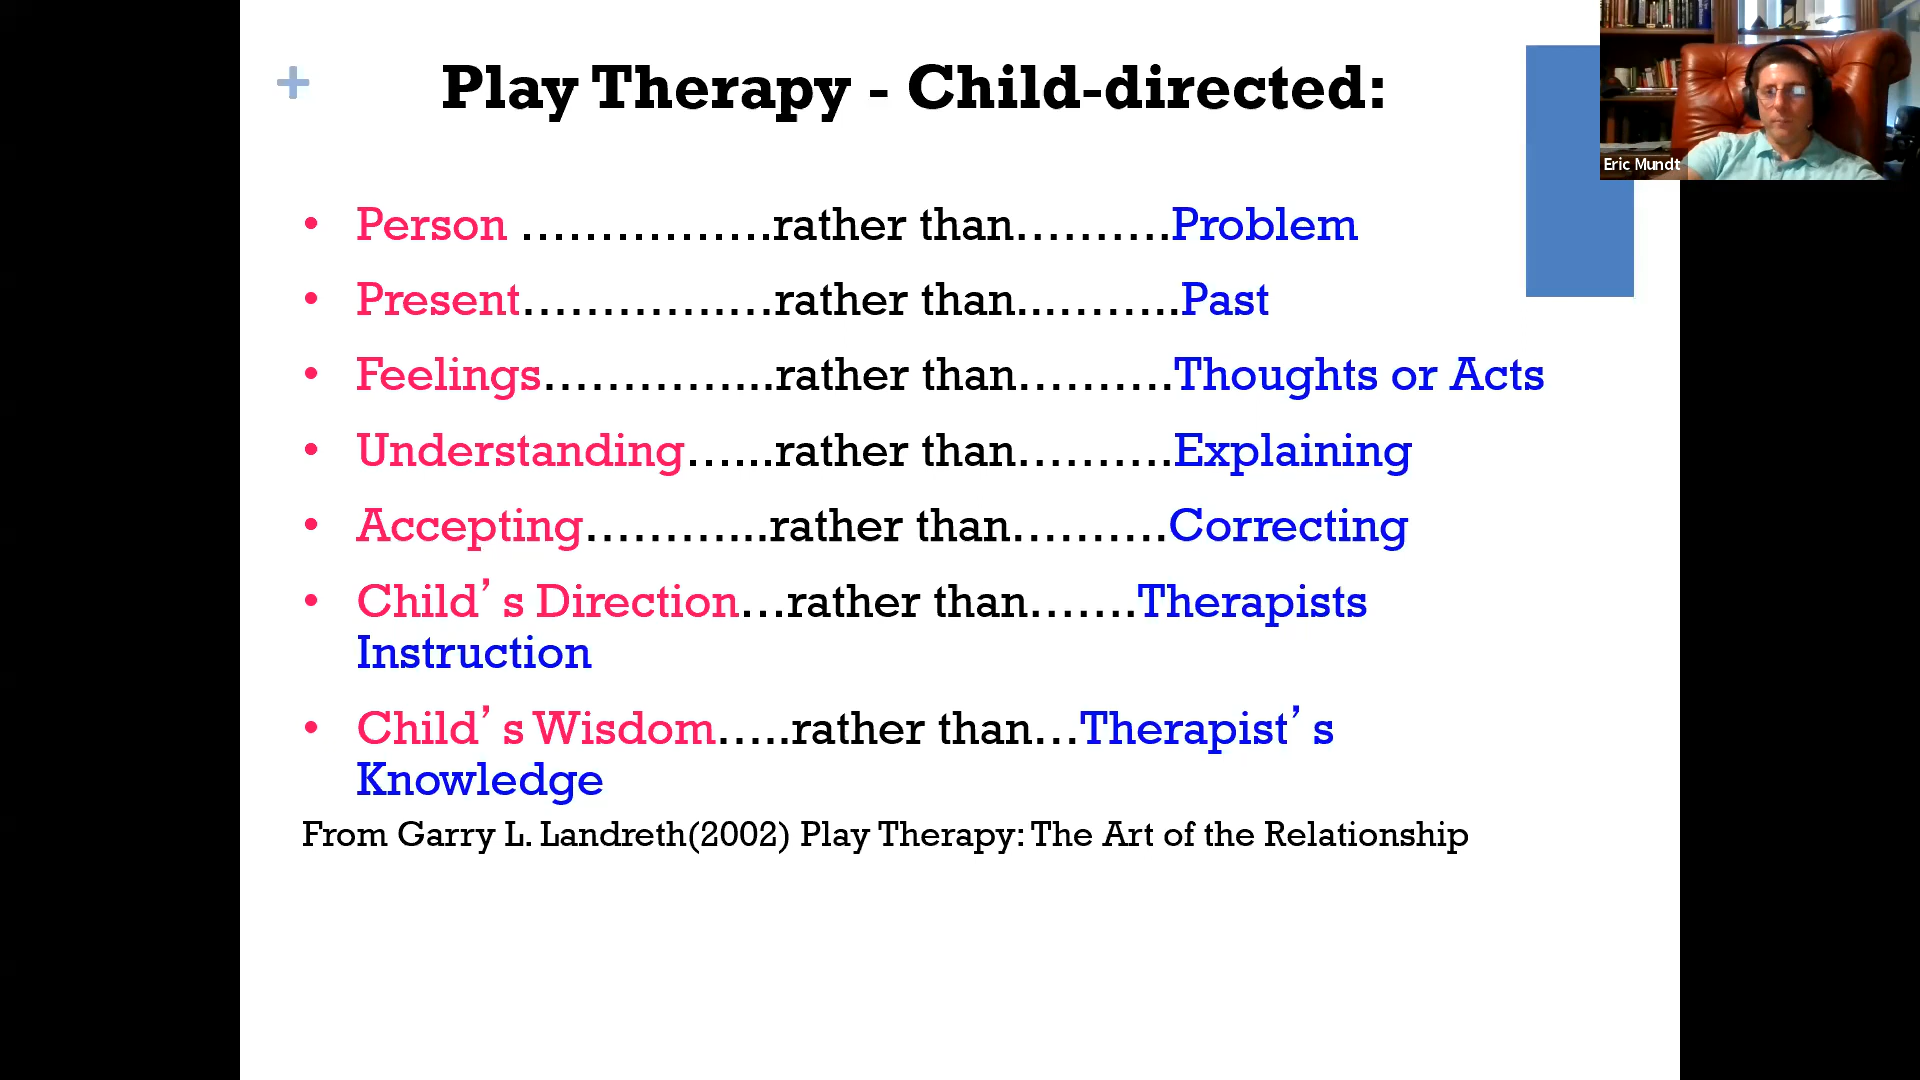 + Play Therapy - Child-directed:
Eric Mundt
• Person …………….rather than……….Problem
• Present………….…rather than...……..Past
• Feelings…………...rather than……….Thoughts or Acts
• Understanding…...rather than……….Explaining
• Accepting………...rather than……….Correcting
• Child’s Direction…rather than…….Therapists
Instruction
• Child’s Wisdom…..rather than…Therapist’s
Knowledge
From Garry L. Landreth(2002) Play Therapy: The Art of the Relationship